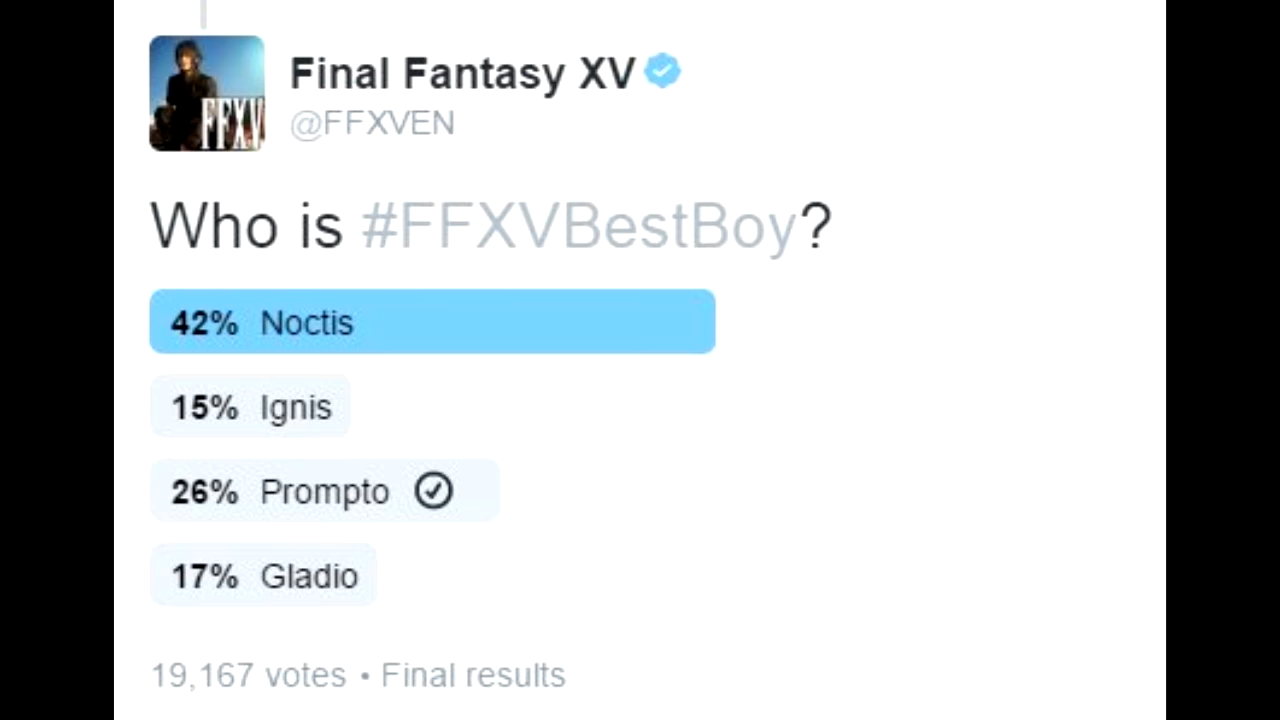 FFXV
Final Fantasy XV
@FFXVEN
Who is #FFXVBestBoy?
42% Noctis
15% Ignis
26% Prompto
17% Gladio
19,167 votes • Final results